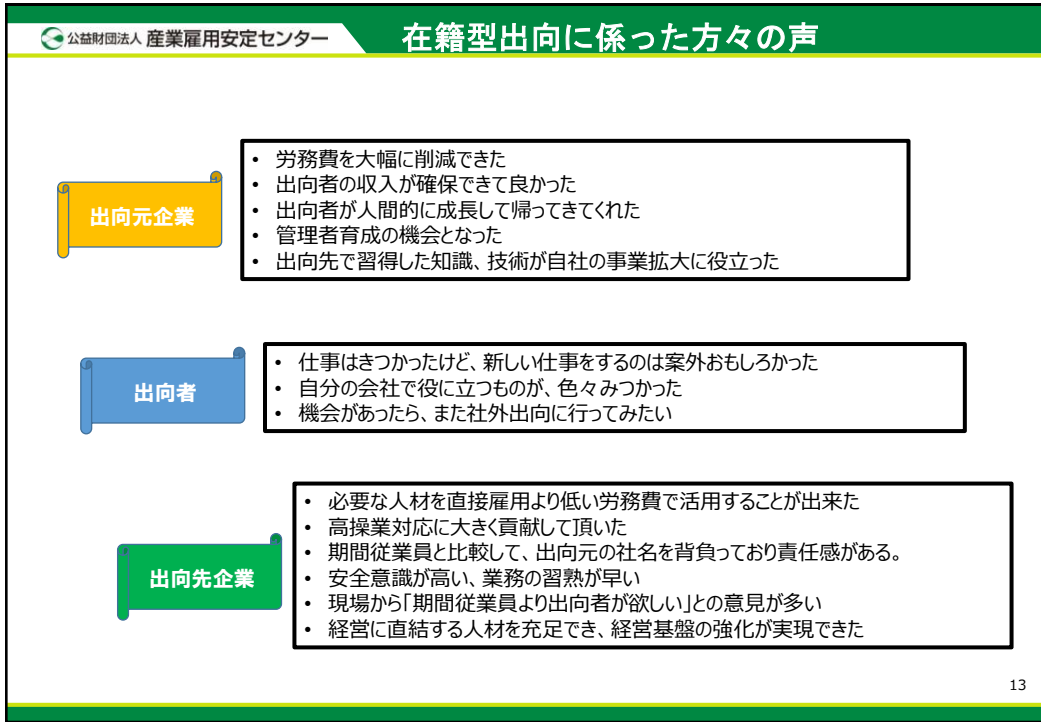 公益財団法人 産業雇用安定センター
在籍型出向に係った方々の声
出向元企業
• 労務費を大幅に削減できた
• 出向者の収入が確保できて良かった
• 出向者が人間的に成長して帰ってきてくれた
• 管理者育成の機会となった
• 出向先で習得した知識、技術が自社の事業拡大に役立った
出向者
• 仕事はきつかったけど、新しい仕事をするのは案外おもしろかった
• 自分の会社で役に立つものが、色々みつかった
• 機会があったら、また社外出向に行ってみたい
出向先企業
• 必要な人材を直接雇用より低い労務費で活用することが出来た
• 高操業対応に大きく貢献して頂いた
• 期間従業員と比較して、出向元の社名を背負っており責任感がある。
• 安全意識が高い、業務の習熟が早い
• 現場から「期間従業員より出向者が欲しい」との意見が多い
• 経営に直結する人材を充足でき、経営基盤の強化が実現できた
13